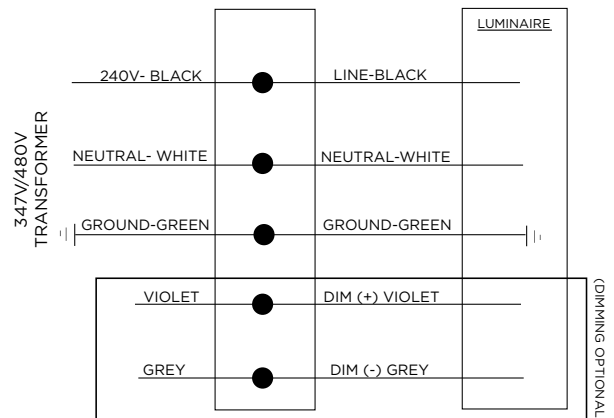 LUMINAIRE
240V- BLACK
LINE-BLACK
347V/480V
TRANSFORMER
NEUTRAL- WHITE
NEUTRAL-WHITE
GROUND-GREEN
GROUND-GREEN
VIOLET
DIM (+) VIOLET
GREY
DIM (-) GREY
(DIMMING OPTIONAL